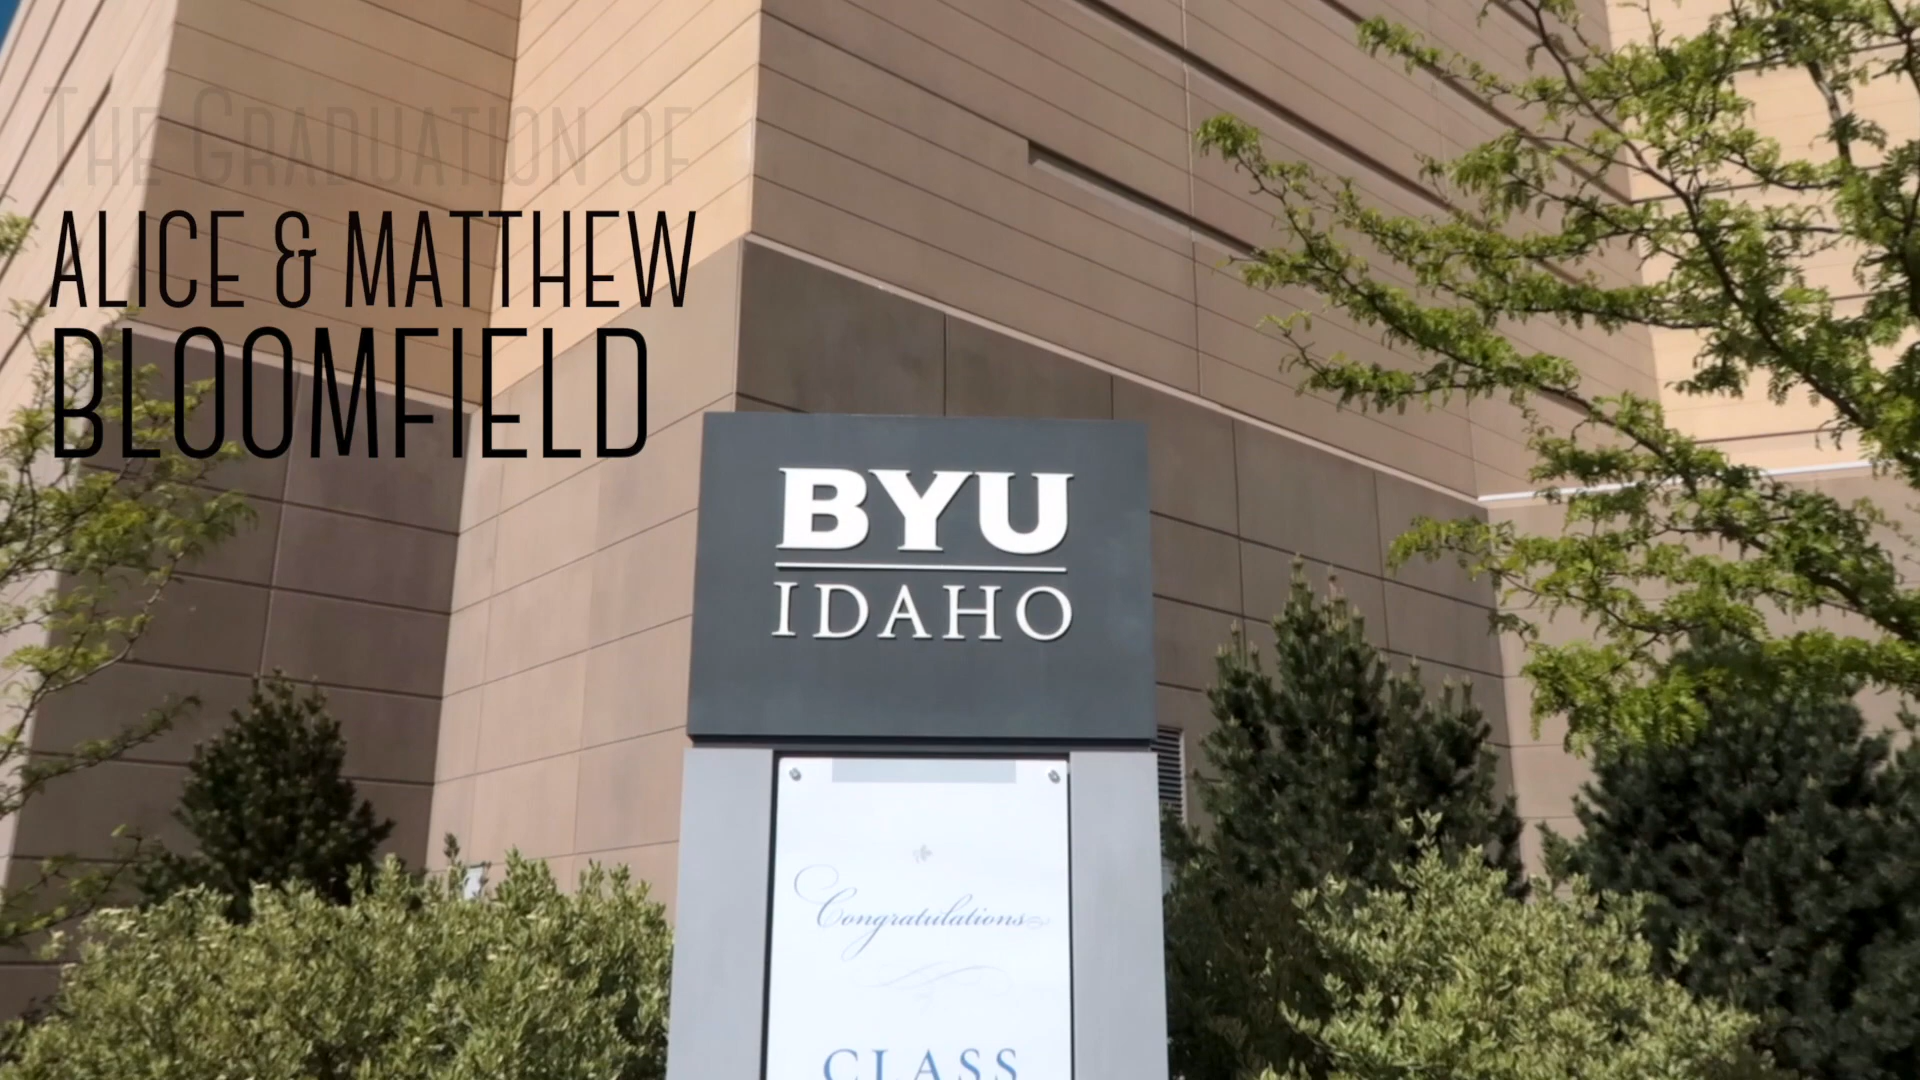 The Graduation of
ALICE & MATTHEW
BLOOMFIELD
BYU
IDAHO
Congratulations
CLASS